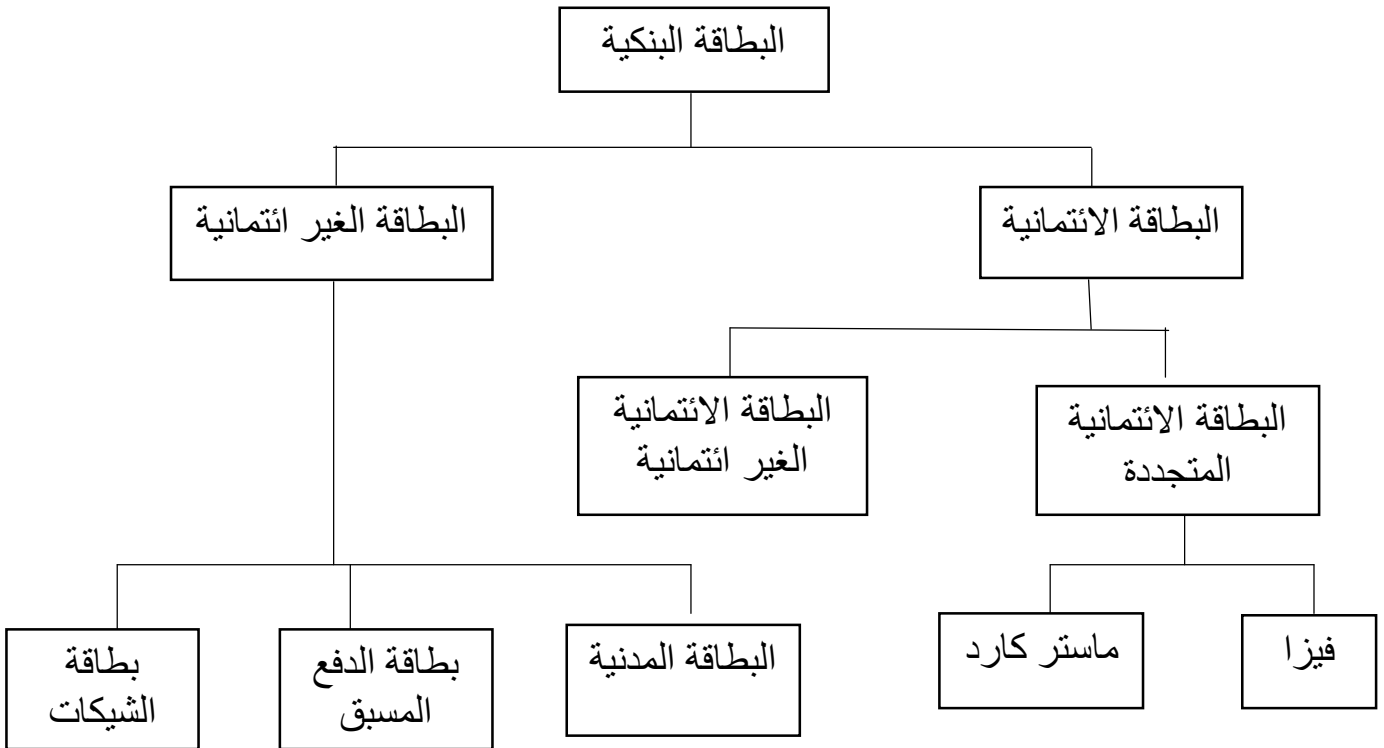 البطاقة البنكية
البطاقة الائتمانية
البطاقة الغير ائتمانية
البطاقة الائتمانية
المتجددة
البطاقة الائتمانية
الغير ائتمانية
فيزا
ماستر كارد
البطاقة المدنية
بطاقة الدفع
المسبق
بطاقة
الشيكات